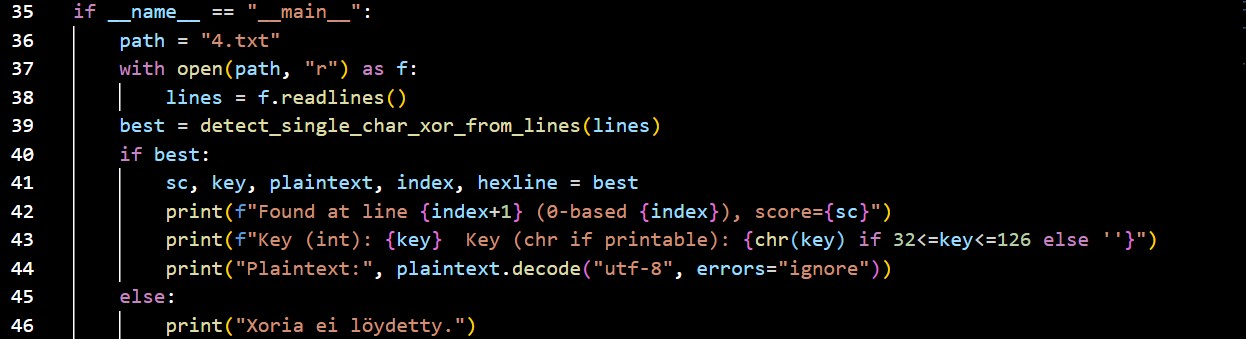 35 if __name__ == "__main__":
36     path = "4.txt"
37     with open(path, "r") as f:
38         lines = f.readlines()
39     best = detect_single_char_xor_from_lines(lines)
40     if best:
41         sc, key, plaintext, index, hexline = best
42         print(f"Found at line {index+1} (0-based {index}), score={sc}")
43         print(f"Key (int): {key}  Key (chr if printable): {chr(key) if 32<=key<=126 else ''}")
44         print("Plaintext:", plaintext.decode("utf-8", errors="ignore"))
45     else:
46         print("Xoria ei löydetty.")